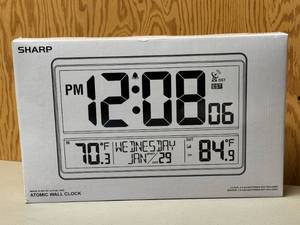 SHARP
PM 12:08 06
DST
EST
IN 70.3 °F WEDNESDAY OUT 84.9 °F
JAN 29
ATOMIC WALL CLOCK